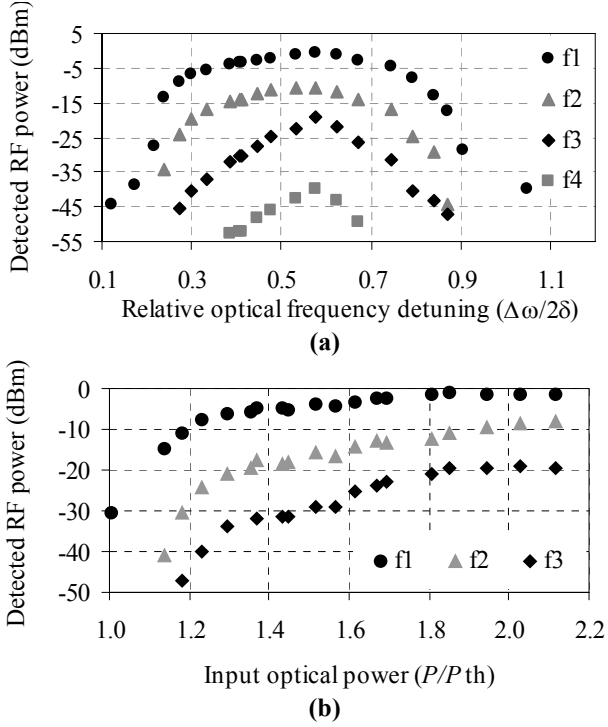 Detected RF power (dBm)
5
-5
-15
-25
-35
-45
-55
f1
f2
f3
f4
0.1 0.3 0.5 0.7 0.9 1.1
Relative optical frequency detuning (Δω/2δ)
(a)
Detected RF power (dBm)
0
-10
-20
-30
-40
-50
f1 f2 f3
1.0 1.2 1.4 1.6 1.8 2.0 2.2
Input optical power (P/Pth)
(b)